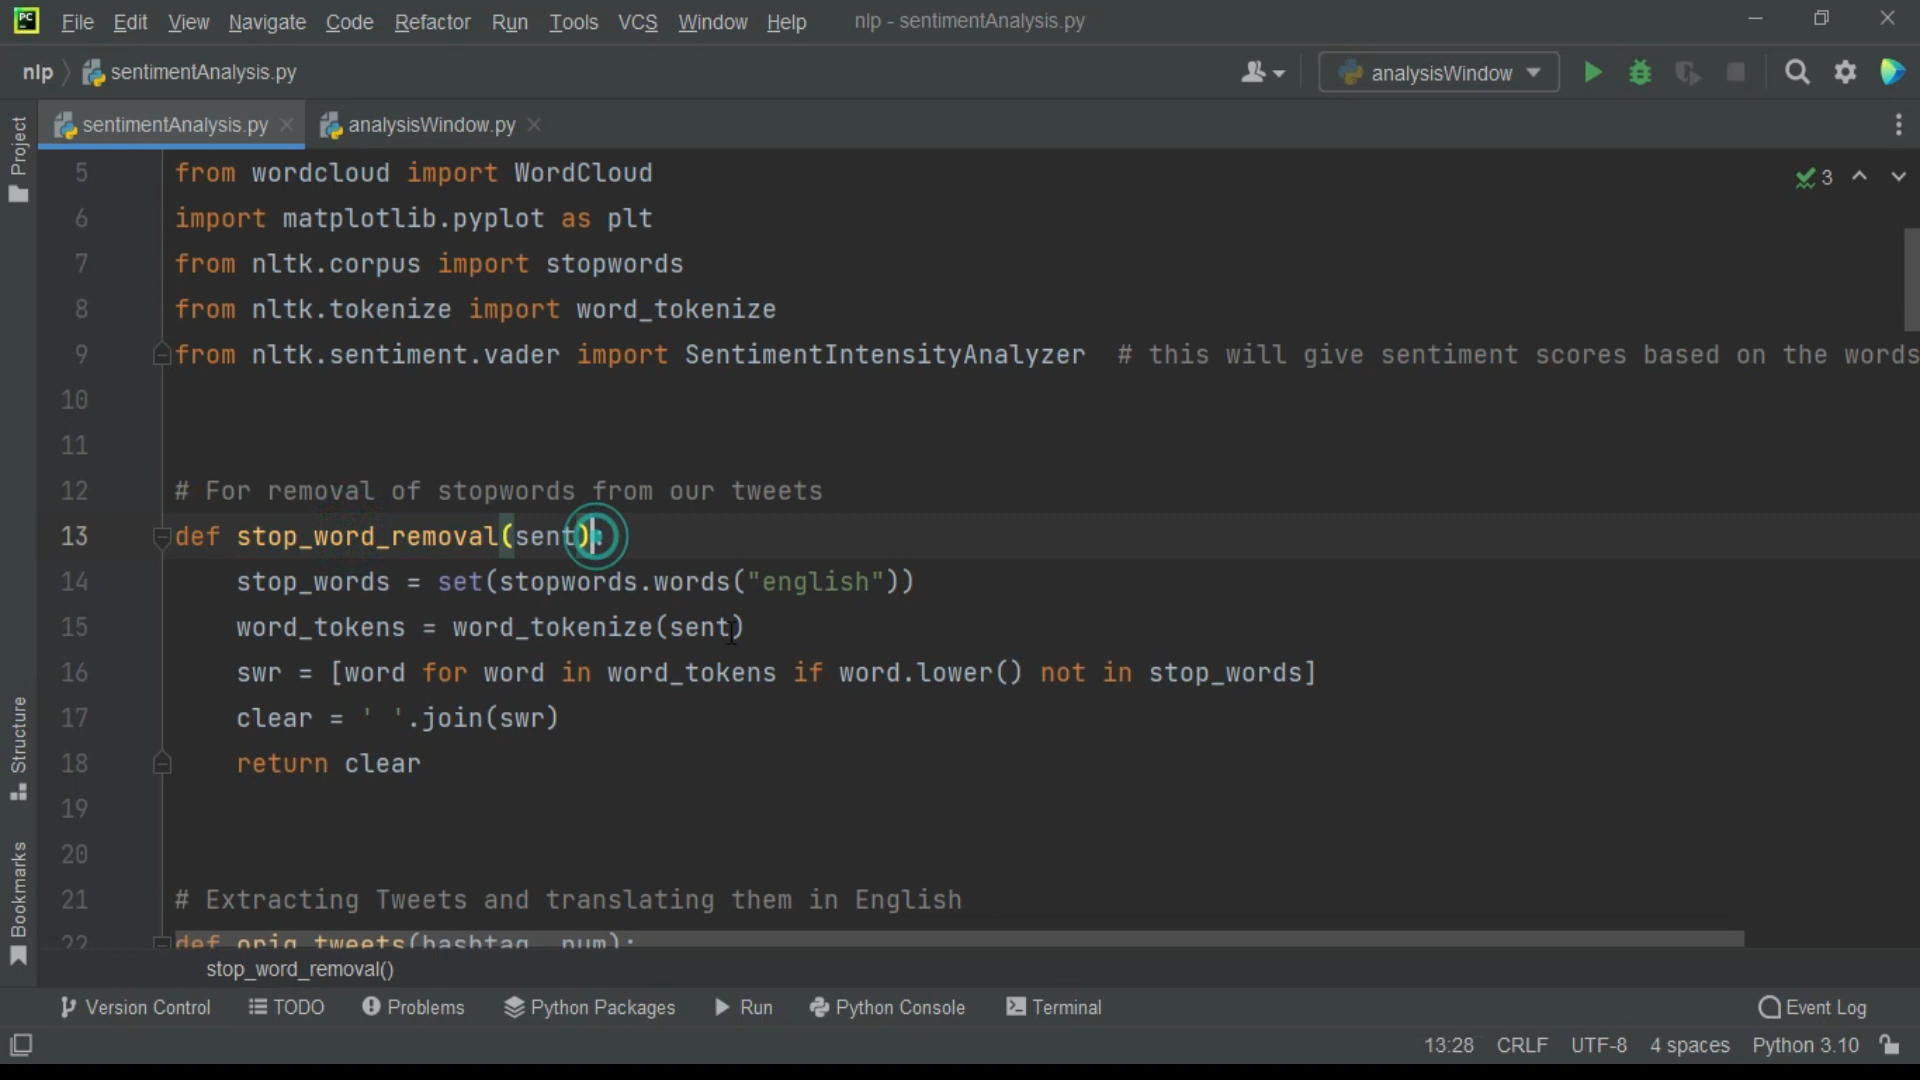 PC File Edit View Navigate Code Refactor Run Tools VCS Window Help nlp - sentimentAnalysis.py
nlp sentimentAnalysis.py analysisWindow
sentimentAnalysis.py analysisWindow.py
Project
5 from wordcloud import WordCloud
3
6 import matplotlib.pyplot as plt
7 from nltk.corpus import stopwords
8 from nltk.tokenize import word_tokenize
9 from nltk.sentiment.vader import SentimentIntensityAnalyzer # this will give sentiment scores based on the words
10
11
12 # For removal of stopwords from our tweets
13 def stop_word_removal(sent):
14 stop_words = set(stopwords.words("english"))
15 word_tokens = word_tokenize(sent)
16 swr = [word for word in word_tokens if word.lower() not in stop_words]
17 clear = ' '.join(swr)
18 return clear
19
20
21 # Extracting Tweets and translating them in English
22 def orig_tweets(hashtag, num):
Structure
Bookmarks
stop_word_removal()
Version Control TODO Problems Python Packages Run Python Console Terminal Event Log
13:28 CRLF UTF-8 4 spaces Python 3.10